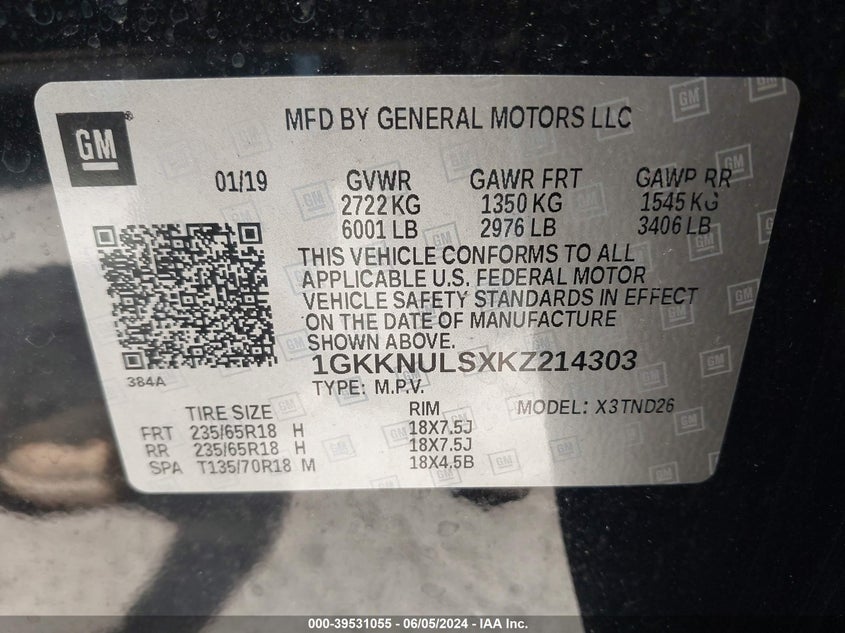 GM
MFD BY GENERAL MOTORS LLC
01/19 GVWR GAWR FRT GAWR RR
2722 KG 1350 KG 1545 KG
6001 LB 2976 LB 3406 LB
THIS VEHICLE CONFORMS TO ALL
APPLICABLE U.S. FEDERAL MOTOR
VEHICLE SAFETY STANDARDS IN EFFECT
ON THE DATE OF MANUFACTURE
SHOWN ABOVE.
1GKKNULSXKZ214303
384A
TYPE: M.P.V.
TIRE SIZE RIM MODEL: X3TND26
FRT 235/65R18 H 18X7.5J
RR 235/65R18 H 18X7.5J
SPA T135/70R18 M 18X4.5B
000-39531055 - 06/05/2024 - IAA Inc.